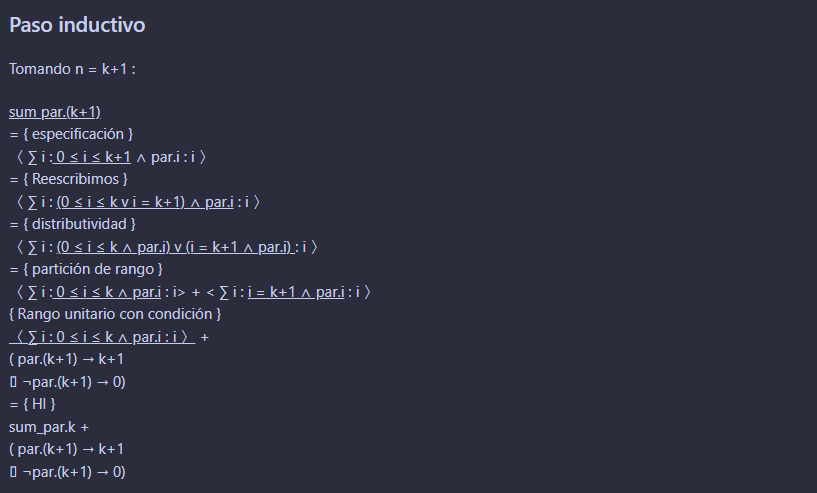 Paso inductivo
Tomando n = k+1 :
sum par.(k+1)
= { especificación }
〈 ∑ i : 0 ≤ i ≤ k+1 ∧ par.i : i 〉
= { Reescribimos }
〈 ∑ i : (0 ≤ i ≤ k v i = k+1) ∧ par.i : i 〉
= { distributividad }
〈 ∑ i : (0 ≤ i ≤ k ∧ par.i) v (i = k+1 ∧ par.i) : i 〉
= { partición de rango }
〈 ∑ i : 0 ≤ i ≤ k ∧ par.i : i> + < ∑ i : i = k+1 ∧ par.i : i 〉
{ Rango unitario con condición }
〈 ∑ i : 0 ≤ i ≤ k ∧ par.i : i 〉 +
( par.(k+1) → k+1
▯ ¬par.(k+1) → 0)
= { HI }
sum_par.k +
( par.(k+1) → k+1
▯ ¬par.(k+1) → 0)